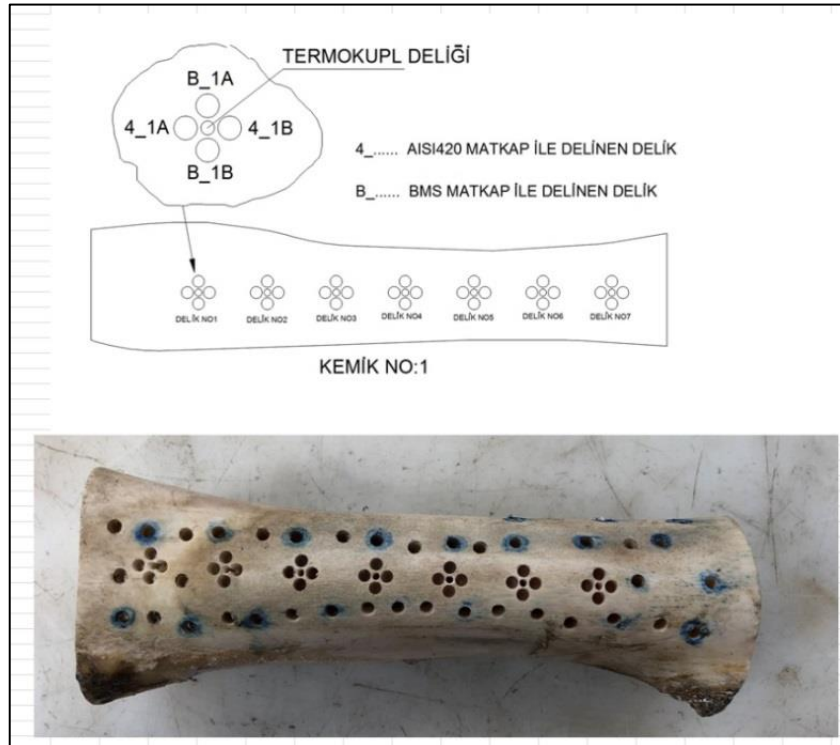 TERMOKUPL DELİĞİ
B_1A
4_1A 4_1B
B_1B
4_...... AISI420 MATKAP İLE DELİNEN DELİK
B_...... BMS MATKAP İLE DELİNEN DELİK
DELİK NO1 DELİK NO2 DELİK NO3 DELİK NO4 DELİK NO5 DELİK NO6 DELİK NO7
KEMİK NO:1